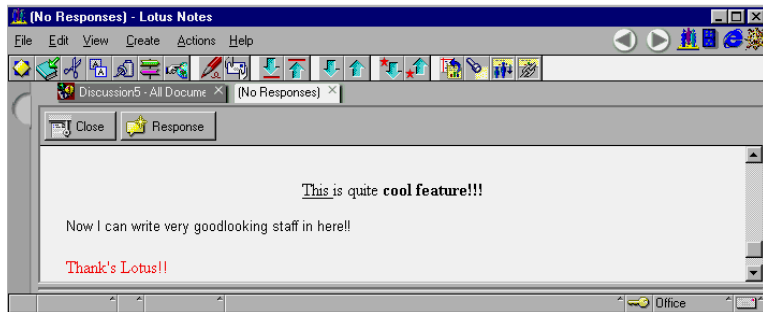 (No Responses) - Lotus Notes
File Edit View Create Actions Help
Discussion5 - All Docume (No Responses)
Close Response
This is quite cool feature!!!
Now I can write very goodlooking staff in here!!
Thank's Lotus!!
Office